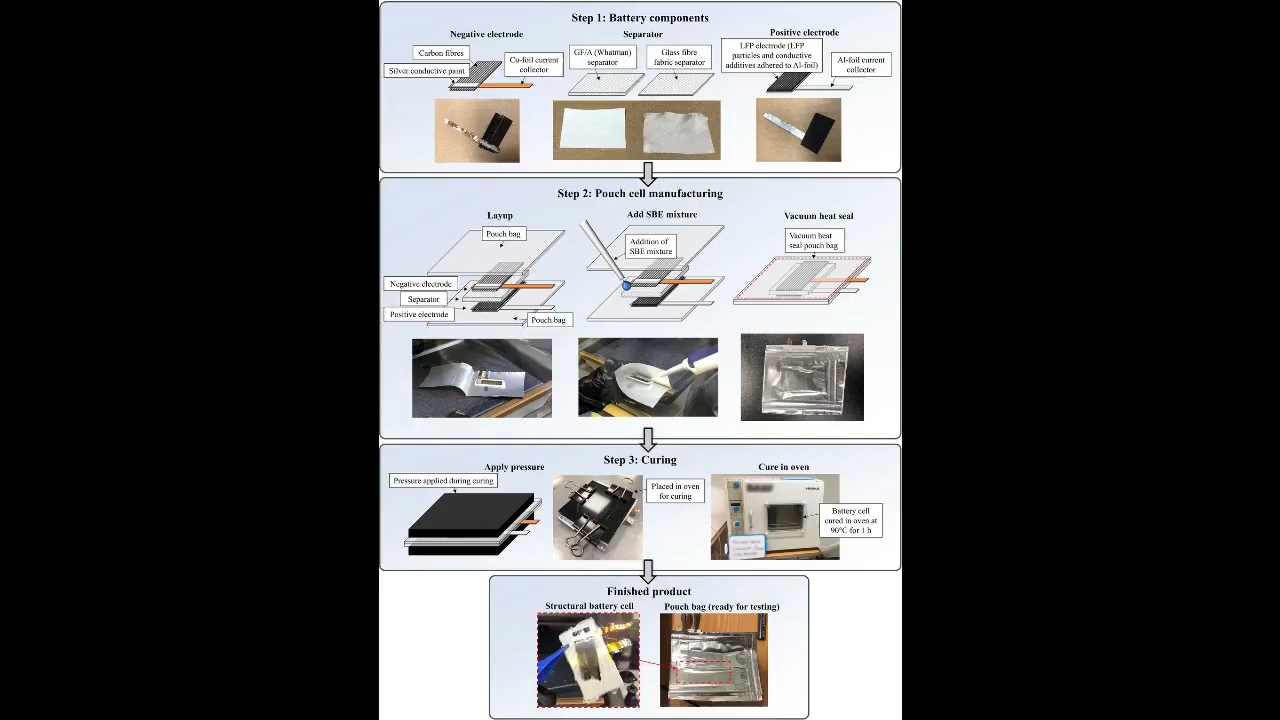 Step 1: Battery components
Negative electrode
Separator
Positive electrode
Carbon fibres
Silver conductive paint
Cu-foil current
collector
GF/A (Whatman)
separator
Glass fibre
fabric separator
LFP electrode (LFP
particles and conductive
additives adhered to Al-foil)
Al-foil current
collector
Step 2: Pouch cell manufacturing
Layup
Add SBE mixture
Vacuum heat seal
Pouch bag
Negative electrode
Separator
Positive electrode
Pouch bag
Addition of
SBE mixture
Vacuum heat
seal pouch bag
Step 3: Curing
Apply pressure
Cure in oven
Pressure applied during curing
Placed in oven
for curing
Battery cell
cured in oven at
90°C for 1 h
Finished product
Structural battery cell
Pouch bag (ready for testing)